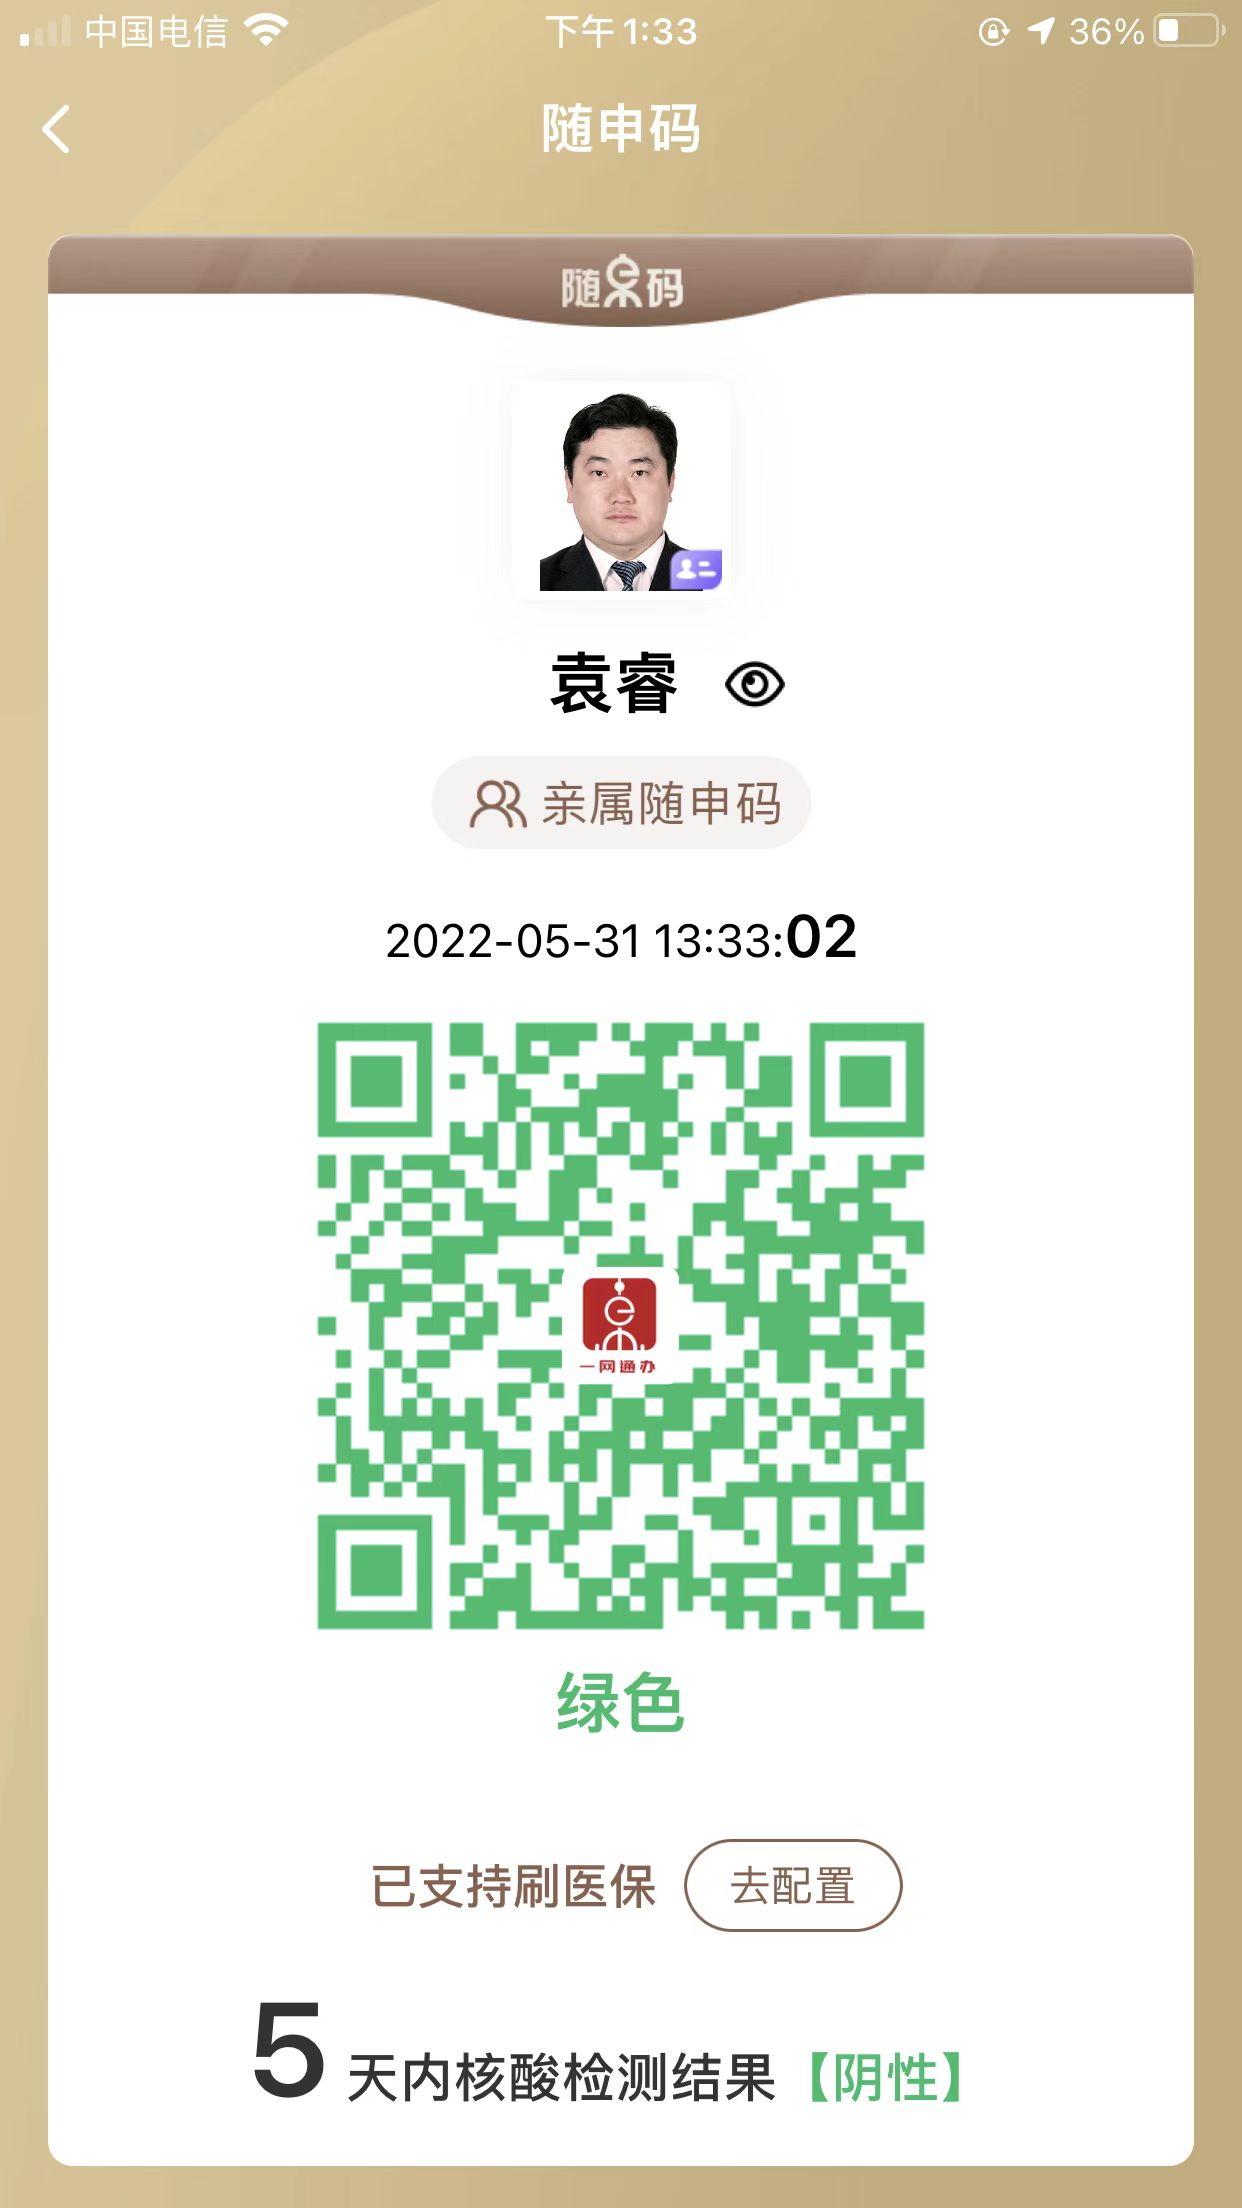 中国电信 下午1:33 36%
随申码
随申码
袁睿
亲属随申码
2022-05-31 13:33:02
一网通办
绿色
已支持刷医保 去配置
5 天内核酸检测结果【阴性】